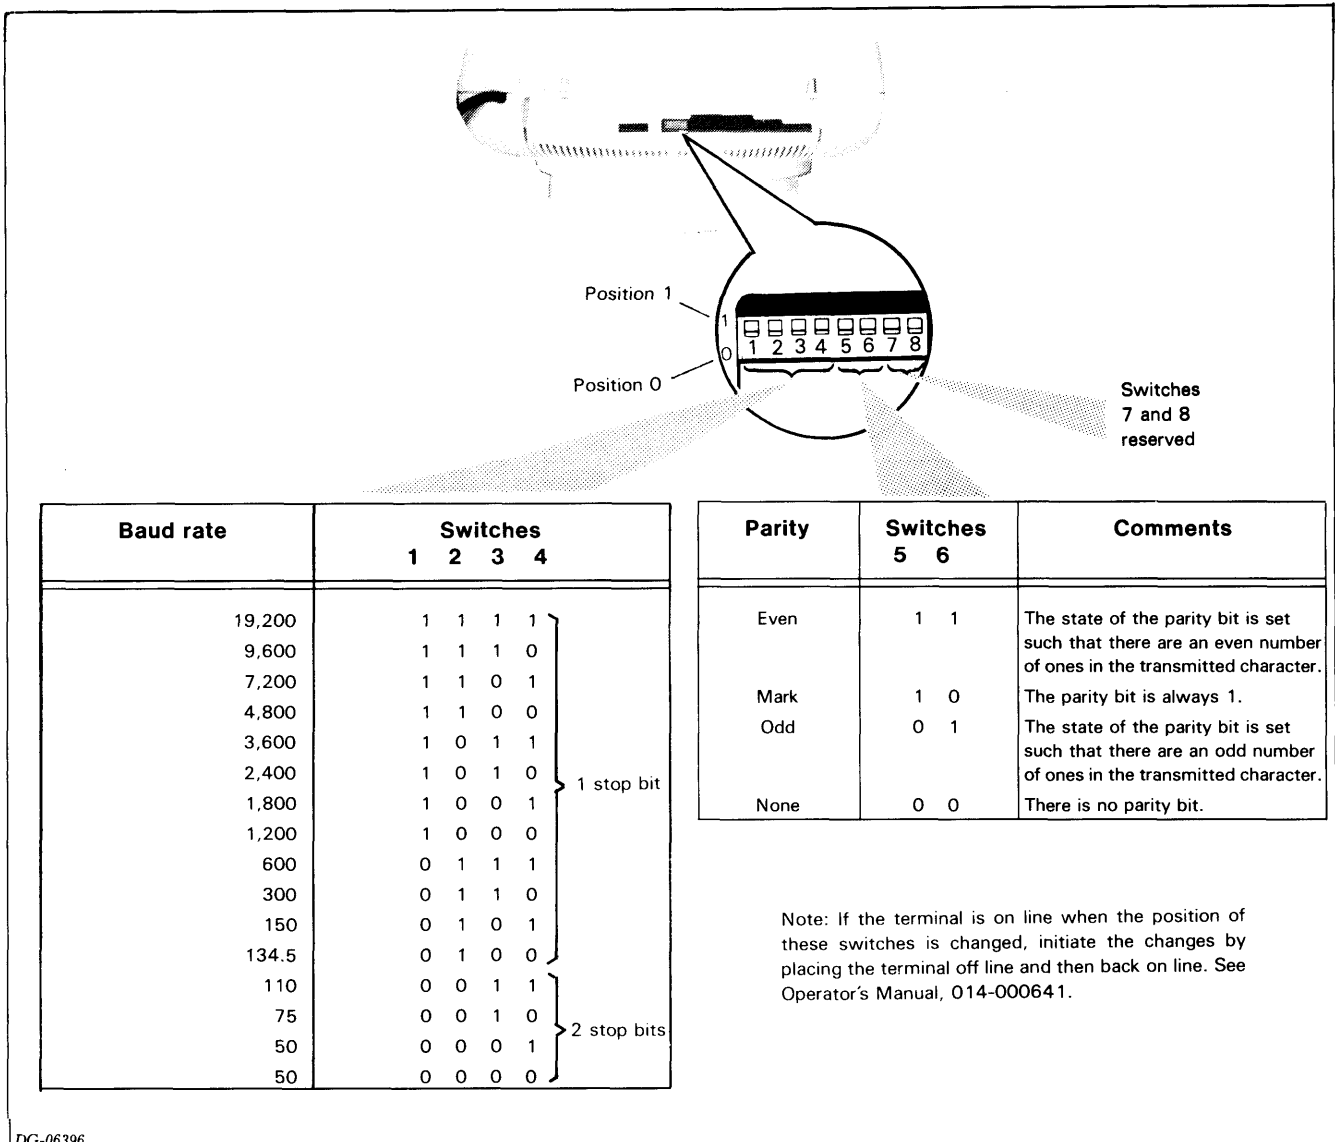 Position 1
1
0
1 2 3 4 5 6 7 8
Position 0
Switches
7 and 8
reserved
Baud rate Switches
1 2 3 4
19,200 1 1 1 1
9,600 1 1 1 0
7,200 1 1 0 1
4,800 1 1 0 0
3,600 1 0 1 1
2,400 1 0 1 0
1 stop bit
1,800 1 0 0 1
1,200 1 0 0 0
600 0 1 1 1
300 0 1 1 0
150 0 1 0 1
134.5 0 1 0 0
110 0 0 1 1
75 0 0 1 0
2 stop bits
50 0 0 0 1
50 0 0 0 0
Parity Switches Comments
5 6
Even 1 1 The state of the parity bit is set
such that there are an even number
of ones in the transmitted character.
Mark 1 0 The parity bit is always 1.
Odd 0 1 The state of the parity bit is set
such that there are an odd number
of ones in the transmitted character.
None 0 0 There is no parity bit.
Note: If the terminal is on line when the position of
these switches is changed, initiate the changes by
placing the terminal off line and then back on line. See
Operator's Manual, 014-000641.
DG-06396